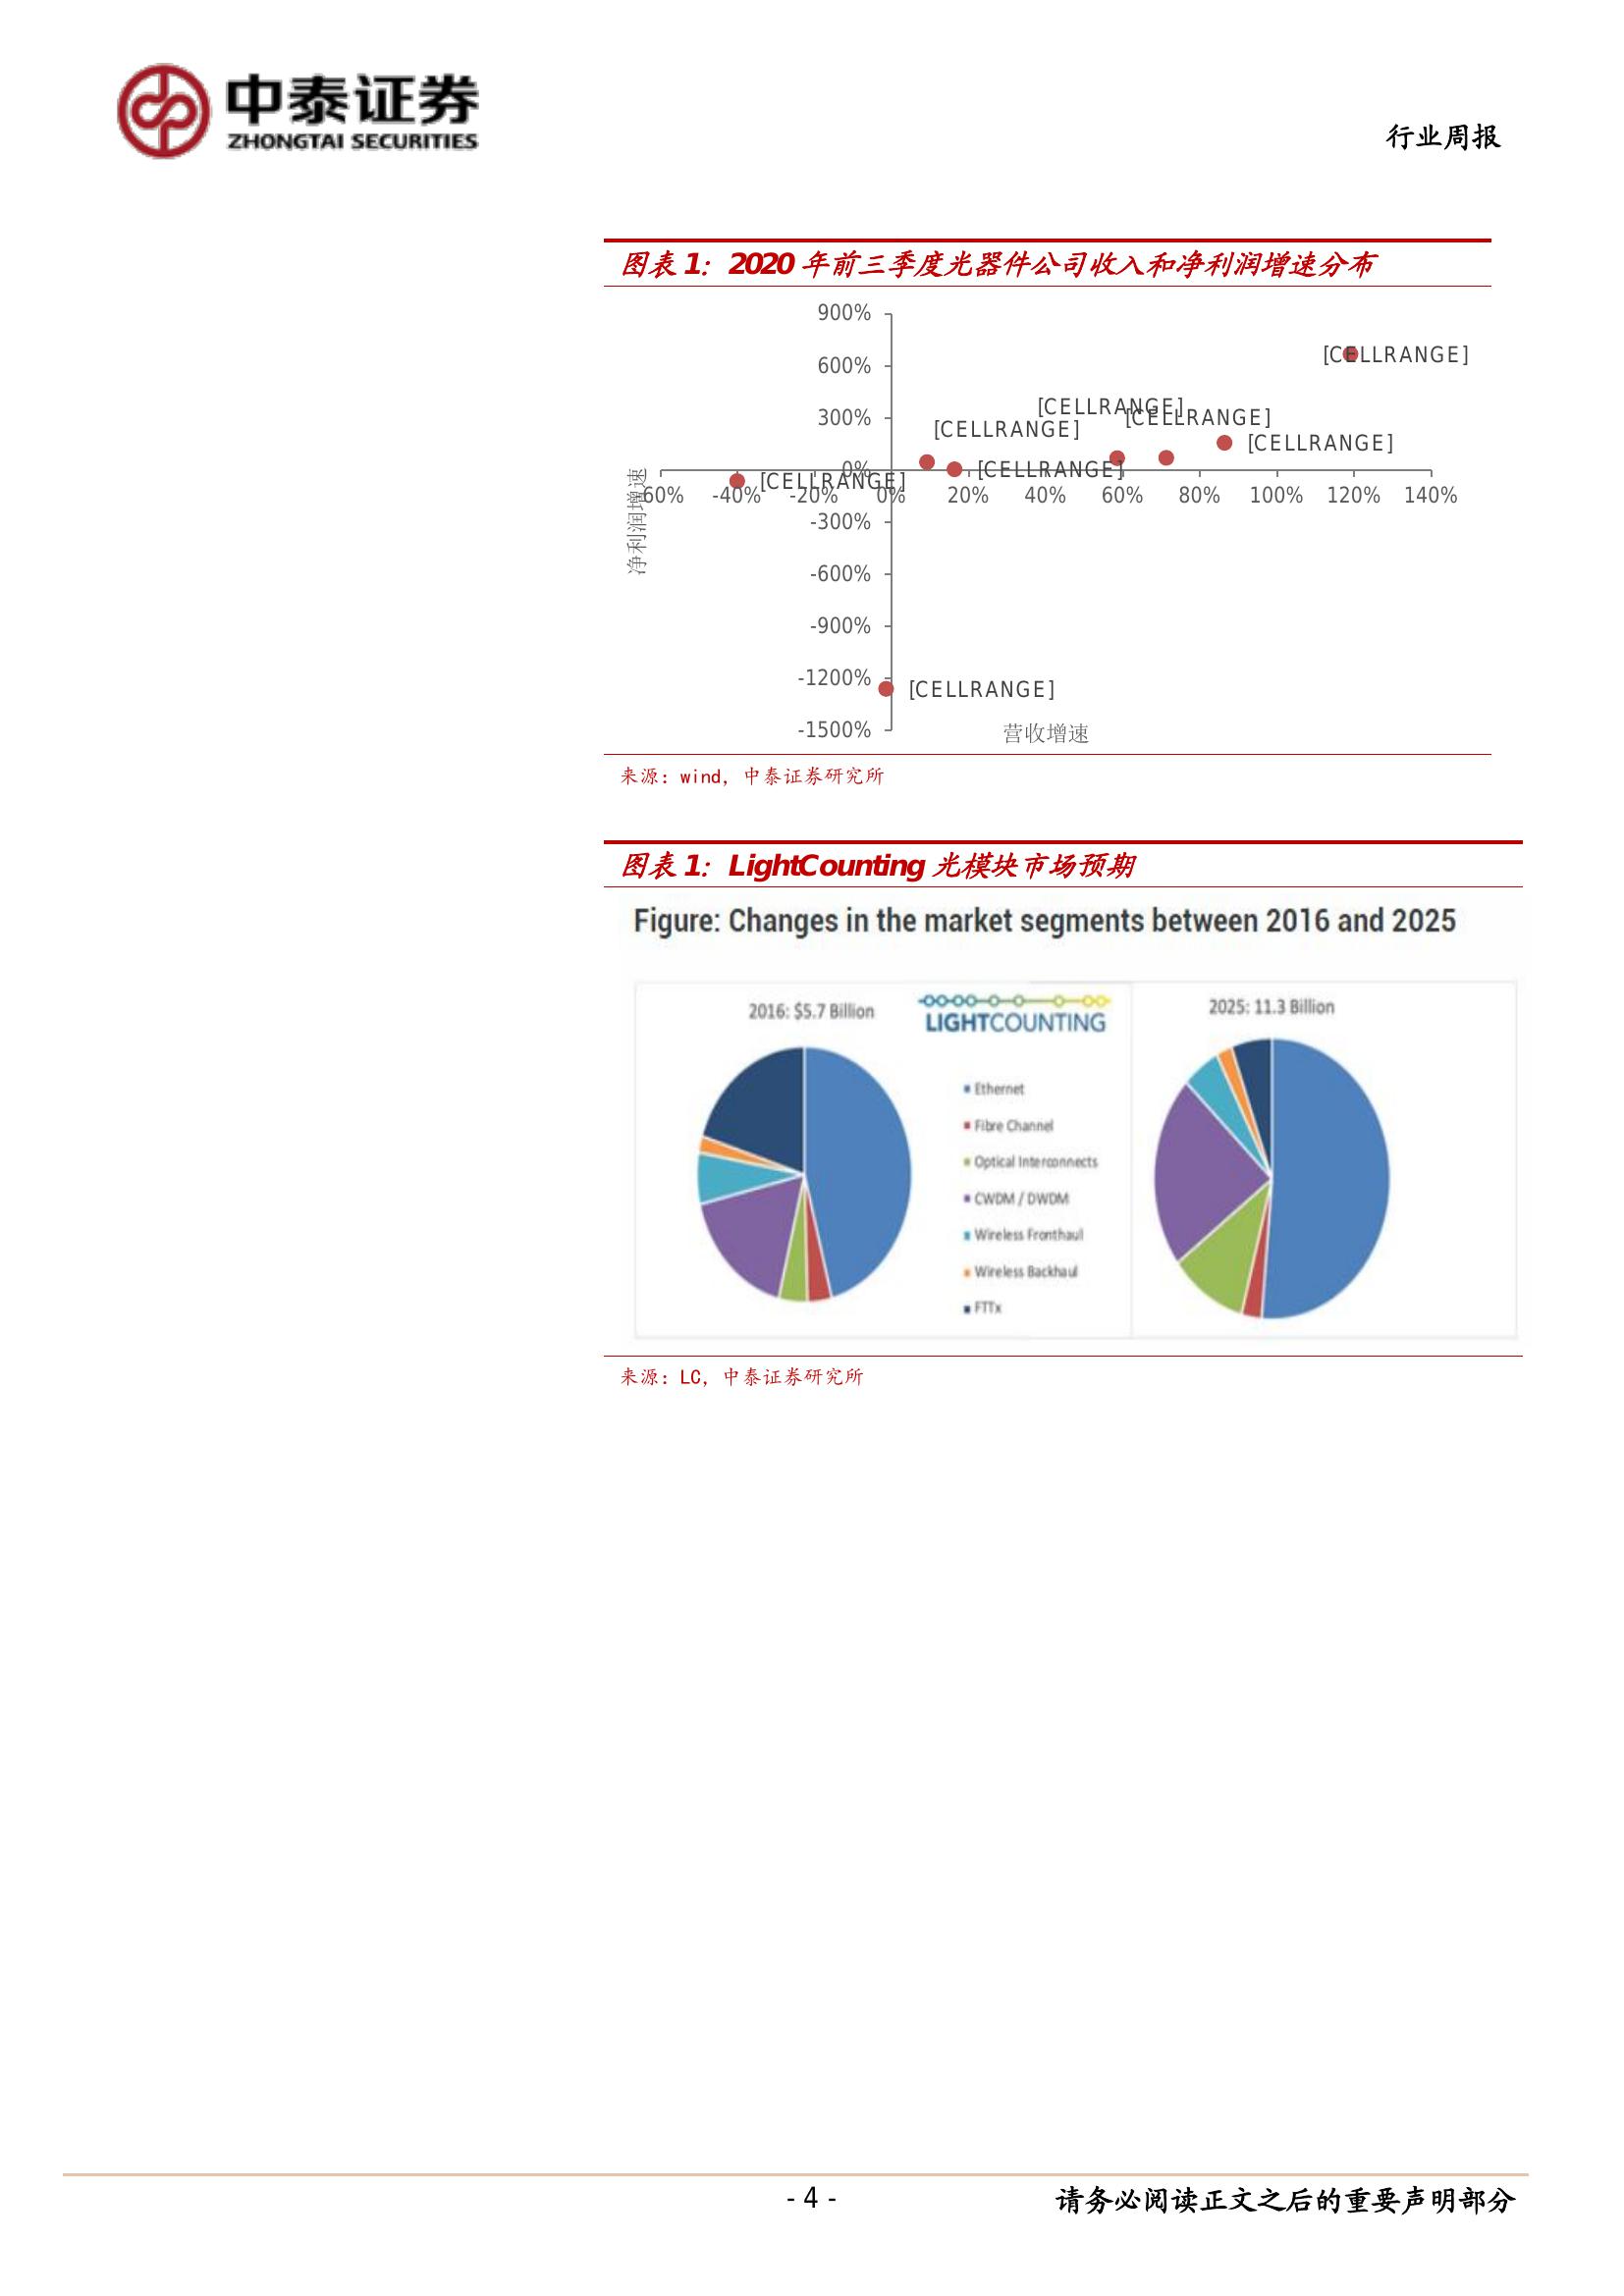 中泰证券
ZHONGTAI SECURITIES
行业周报
图表 1：2020 年前三季度光器件公司收入和净利润增速分布
900%
600%
300%
0%
-300%
-600%
-900%
-1200%
-1500%
-60% -40% -20% 0% 20% 40% 60% 80% 100% 120% 140%
[CELLRANGE]
[CELLRANGE]
[CELLRANGE]
[CELLRANGE]
[CELLRANGE]
[CELLRANGE]
[CELLRANGE]
[CELLRANGE]
净利润增速
营收增速
来源：wind，中泰证券研究所
图表 1：LightCounting 光模块市场预期
Figure: Changes in the market segments between 2016 and 2025
2016: $5.7 Billion
LIGHTCOUNTING
2025: 11.3 Billion
Ethernet
Fibre Channel
Optical Interconnects
CWDM / DWDM
Wireless Fronthaul
Wireless Backhaul
FTTx
来源：LC，中泰证券研究所
- 4 -
请务必阅读正文之后的重要声明部分